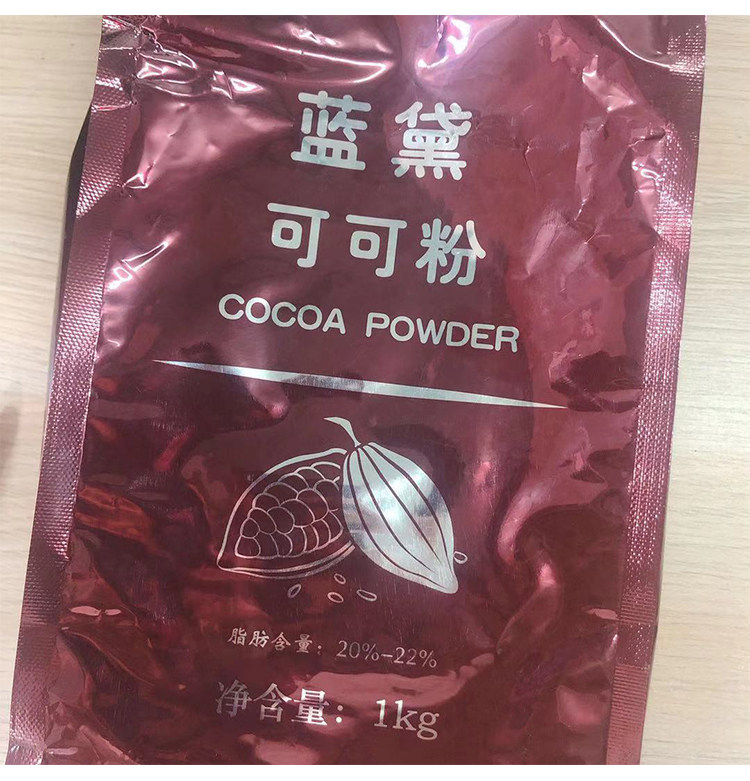 蓝黛
可可粉
COCOA POWDER
脂肪含量：20%-22%
净含量：1kg